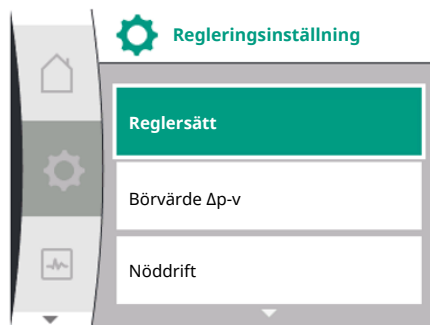 Regleringsinställning
Reglersätt
Börvärde Δp-v
Nöddrift